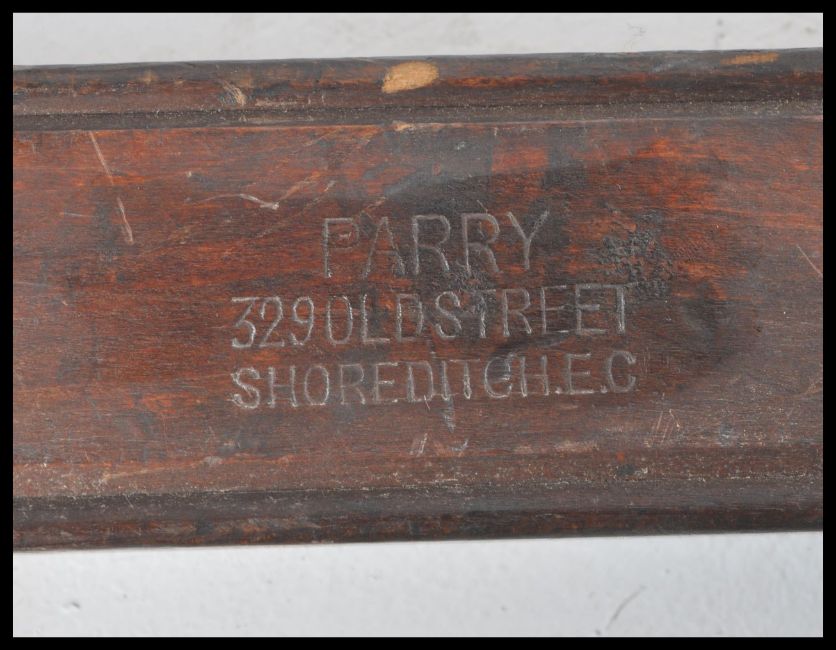 PARRY
329 OLD STREET
SHOREDITCH.E.C